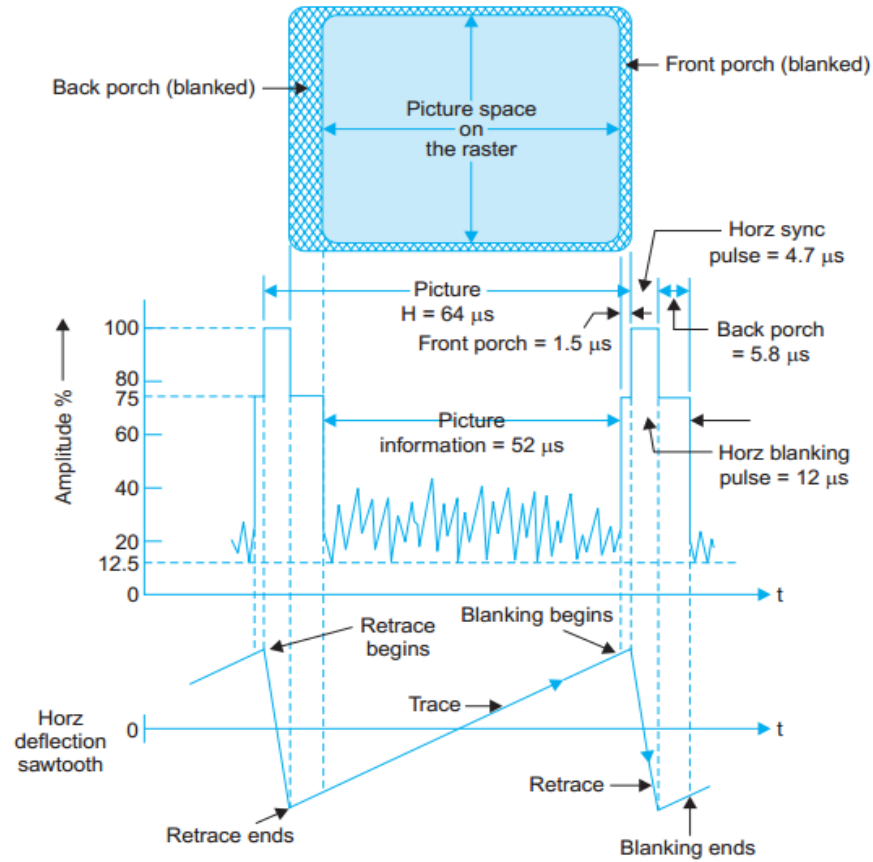 Back porch (blanked)
Front porch (blanked)
Picture space
on
the raster
Horz sync
pulse = 4.7 μs
Picture
H = 64 μs
Front porch = 1.5 μs
Back porch
= 5.8 μs
Amplitude %
100
80
75
60
40
20
12.5
0
Picture
information = 52 μs
Horz blanking
pulse = 12 μs
t
Retrace
begins
Blanking begins
Trace
Horz
deflection
sawtooth
0
t
Retrace
Retrace ends
Blanking ends